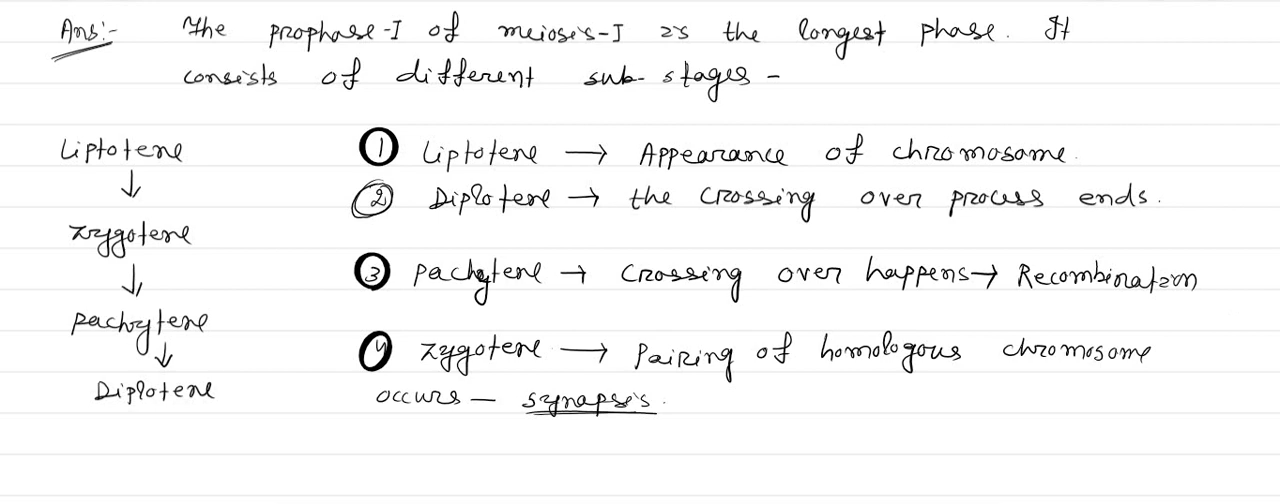 Ans:- The prophase-I of meiosis-I is the longest phase. It
consists of different sub-stages -
Liptotene
↓
Zygotene
↓
Pachytene
↓
Diplotene
① Liptotene → Appearance of chromosome.
② Diplotene → the crossing over process ends.
③ Pachytene → Crossing over happens → Recombination
④ Zygotene → Pairing of homologous chromosome
occurs — synapsis.